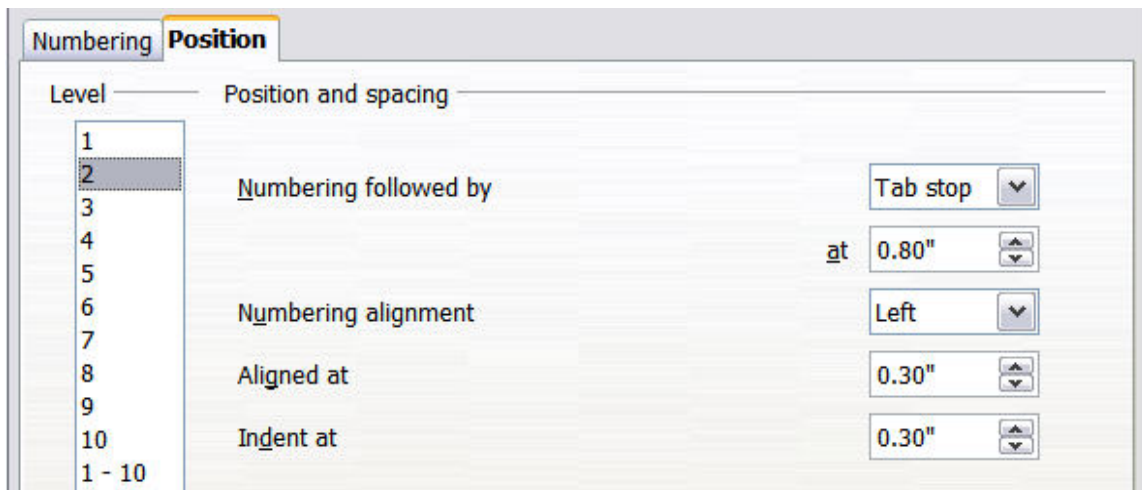 Numbering Position
Level Position and spacing
1
2
3
4
5
6
7
8
9
10
1 - 10
Numbering followed by Tab stop
at 0.80"
Numbering alignment Left
Aligned at 0.30"
Indent at 0.30"